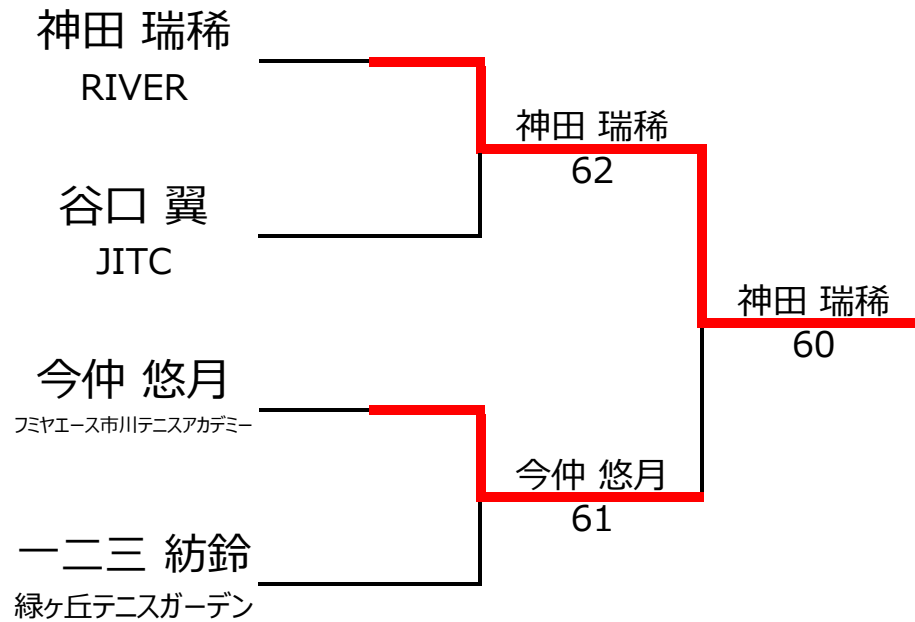 神田 瑞稀
RIVER
谷口 翼
JITC
今仲 悠月
フミヤエース市川テニスアカデミー
一二三 紡鈴
緑ヶ丘テニスガーデン
神田 瑞稀
62
今仲 悠月
61
神田 瑞稀
60